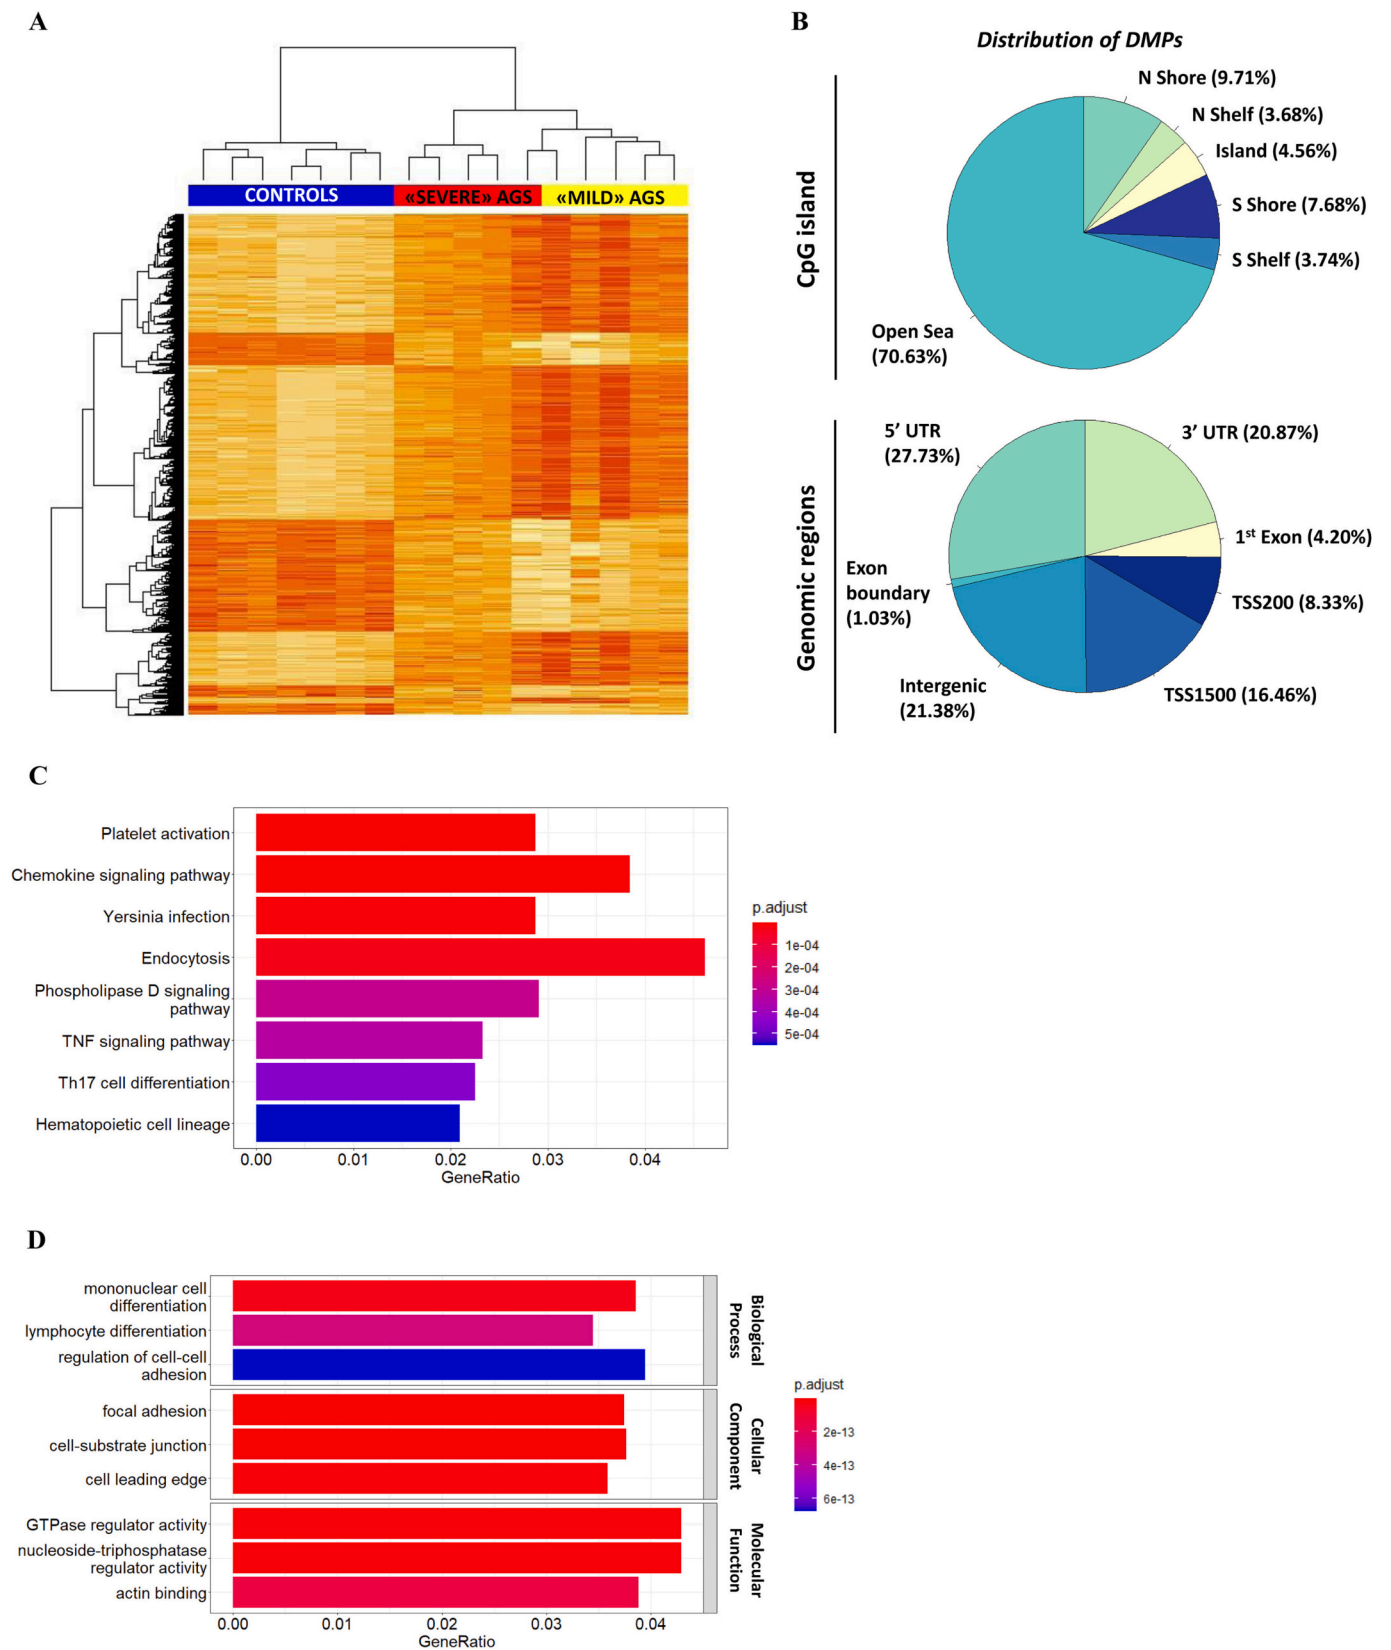 A
CONTROLS
«SEVERE» AGS
«MILD» AGS
B
Distribution of DMPs
CpG island
N Shore (9.71%)
N Shelf (3.68%)
Island (4.56%)
S Shore (7.68%)
S Shelf (3.74%)
Open Sea
(70.63%)
Genomic regions
5’ UTR
(27.73%)
3’ UTR (20.87%)
1st Exon (4.20%)
Exon
boundary
(1.03%)
TSS200 (8.33%)
Intergenic
(21.38%)
TSS1500 (16.46%)
C
Platelet activation
Chemokine signaling pathway
Yersinia infection
Endocytosis
Phospholipase D signaling
pathway
TNF signaling pathway
Th17 cell differentiation
Hematopoietic cell lineage
0.00 0.01 0.02 0.03 0.04
GeneRatio
p.adjust
1e-04
2e-04
3e-04
4e-04
5e-04
D
mononuclear cell
differentiation
lymphocyte differentiation
regulation of cell-cell
adhesion
Biological
Process
focal adhesion
cell-substrate junction
cell leading edge
Cellular
Component
GTPase regulator activity
nucleoside-triphosphatase
regulator activity
actin binding
Molecular
Function
0.00 0.01 0.02 0.03 0.04
GeneRatio
p.adjust
2e-13
4e-13
6e-13